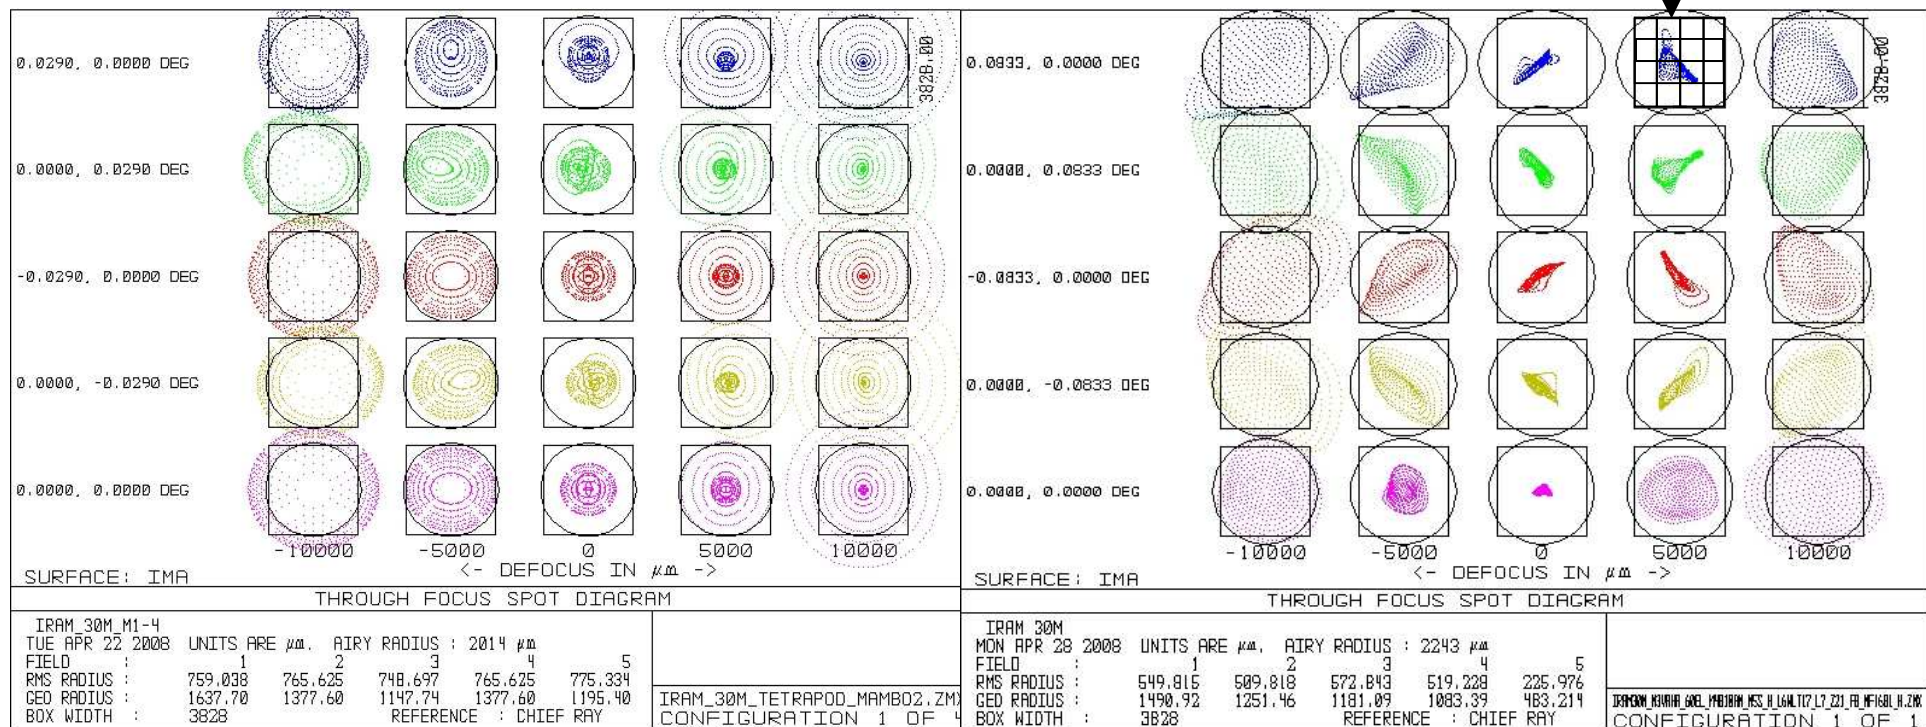 0.0290, 0.0000 DEG
3828.00
0.0000, 0.0290 DEG
-0.0290, 0.0000 DEG
0.0000, -0.0290 DEG
0.0000, 0.0000 DEG
-10000 -5000 0 5000 10000
<- DEFOCUS IN µm ->
SURFACE: IMA
THROUGH FOCUS SPOT DIAGRAM
IRAM_30M_M1-4
TUE APR 22 2008 UNITS ARE µm. AIRY RADIUS : 2014 µm
FIELD : 1 2 3 4 5
RMS RADIUS : 759.038 765.625 748.697 765.625 775.334
GEO RADIUS : 1637.70 1377.60 1147.74 1377.60 1195.40
BOX WIDTH : 3828 REFERENCE : CHIEF RAY
IRAM_30M_TETRAPOD_MAMBO2.ZMX
CONFIGURATION 1 OF 4
0.0833, 0.0000 DEG
3828.00
0.0000, 0.0833 DEG
-0.0833, 0.0000 DEG
0.0000, -0.0833 DEG
0.0000, 0.0000 DEG
-10000 -5000 0 5000 10000
<- DEFOCUS IN µm ->
SURFACE: IMA
THROUGH FOCUS SPOT DIAGRAM
IRAM 30M
MON APR 28 2008 UNITS ARE µm. AIRY RADIUS : 2243 µm
FIELD : 1 2 3 4 5
RMS RADIUS : 549.815 509.818 572.843 519.228 225.976
GEO RADIUS : 1490.92 1251.46 1181.09 1083.39 483.214
BOX WIDTH : 3828 REFERENCE : CHIEF RAY
CONFIGURATION 1 OF 1